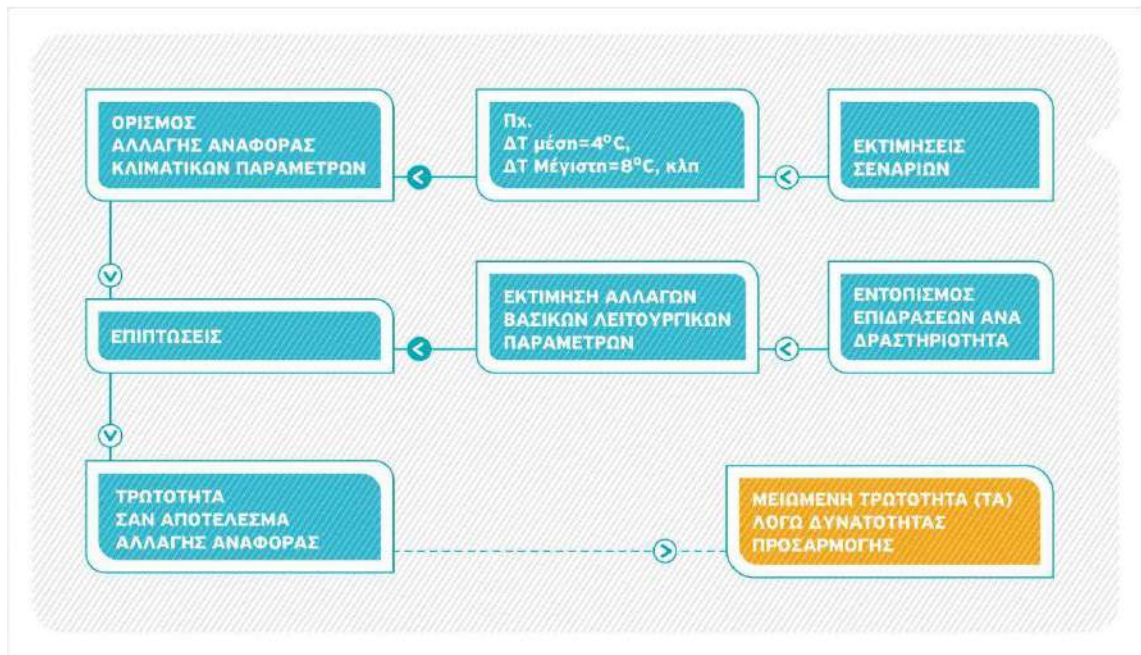 ΟΡΙΣΜΟΣ
ΑΛΛΑΓΗΣ ΑΝΑΦΟΡΑΣ
ΚΛΙΜΑΤΙΚΩΝ ΠΑΡΑΜΕΤΡΩΝ
Πχ.
ΔΤ μέση=4°C,
ΔΤ Μέγιστη=8°C, κλπ
ΕΚΤΙΜΗΣΕΙΣ
ΣΕΝΑΡΙΩΝ
ΕΠΙΠΤΩΣΕΙΣ
ΕΚΤΙΜΗΣΗ ΑΛΛΑΓΩΝ
ΒΑΣΙΚΩΝ ΛΕΙΤΟΥΡΓΙΚΩΝ
ΠΑΡΑΜΕΤΡΩΝ
ΕΝΤΟΠΙΣΜΟΣ
ΕΠΙΔΡΑΣΕΩΝ ΑΝΑ
ΔΡΑΣΤΗΡΙΟΤΗΤΑ
ΤΡΩΤΟΤΗΤΑ
ΣΑΝ ΑΠΟΤΕΛΕΣΜΑ
ΑΛΛΑΓΗΣ ΑΝΑΦΟΡΑΣ
ΜΕΙΩΜΕΝΗ ΤΡΩΤΟΤΗΤΑ (ΤΑ)
ΛΟΓΩ ΔΥΝΑΤΟΤΗΤΑΣ
ΠΡΟΣΑΡΜΟΓΗΣ